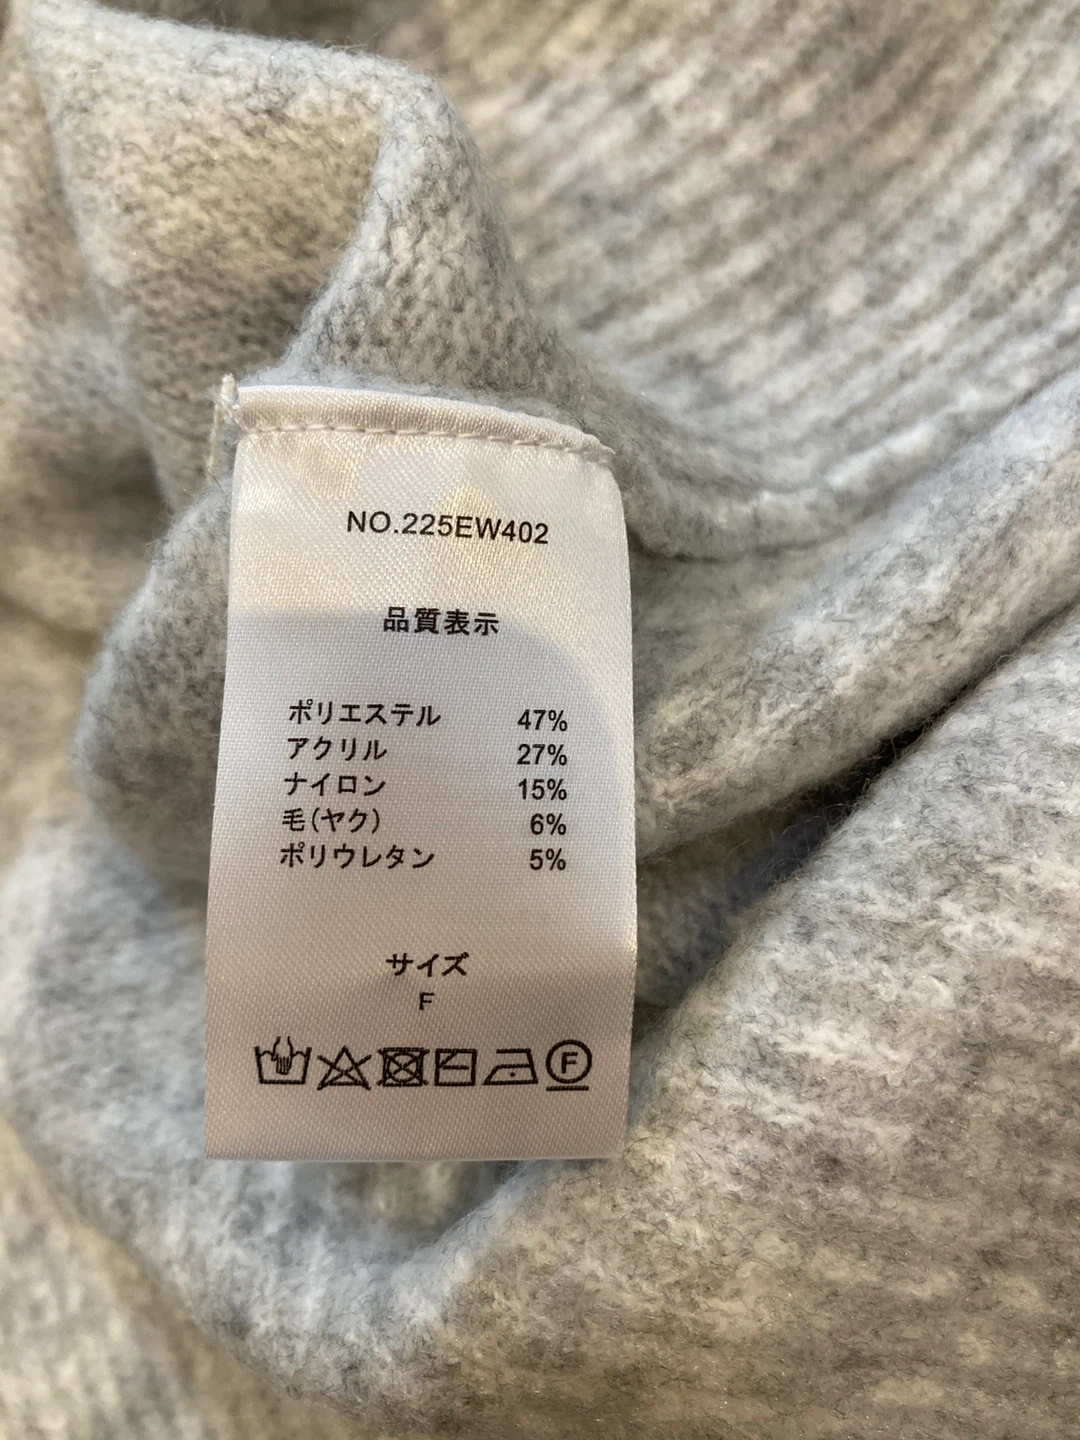 NO.225EW402
品質表示
ポリエステル 47%
アクリル 27%
ナイロン 15%
毛(ヤク) 6%
ポリウレタン 5%
サイズ
F
F